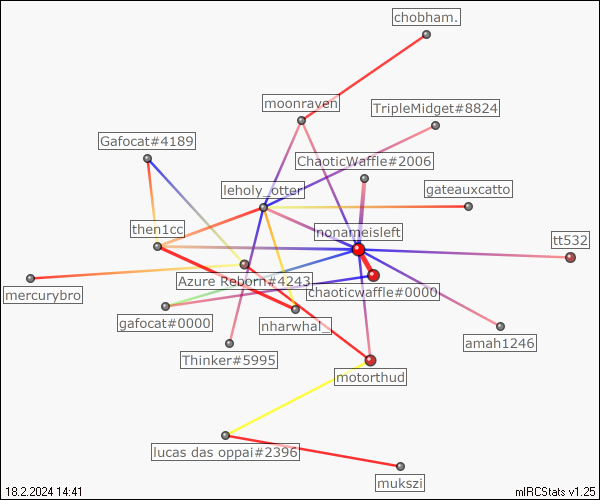 chobham.
moonraven
TripleMidget#8824
Gafocat#4189
ChaoticWaffle#2006
leholy_otter
gateauxcatto
then1cc
nonameisleft
tt532
mercurybro
Azure Reborn#4243
chaoticwaffle#0000
gafocat#0000
nharwhal_
Thinker#5995
amah1246
motorthud
lucas das oppai#2396
mukszi
18.2.2024 14:41
mIRCStats v1.25